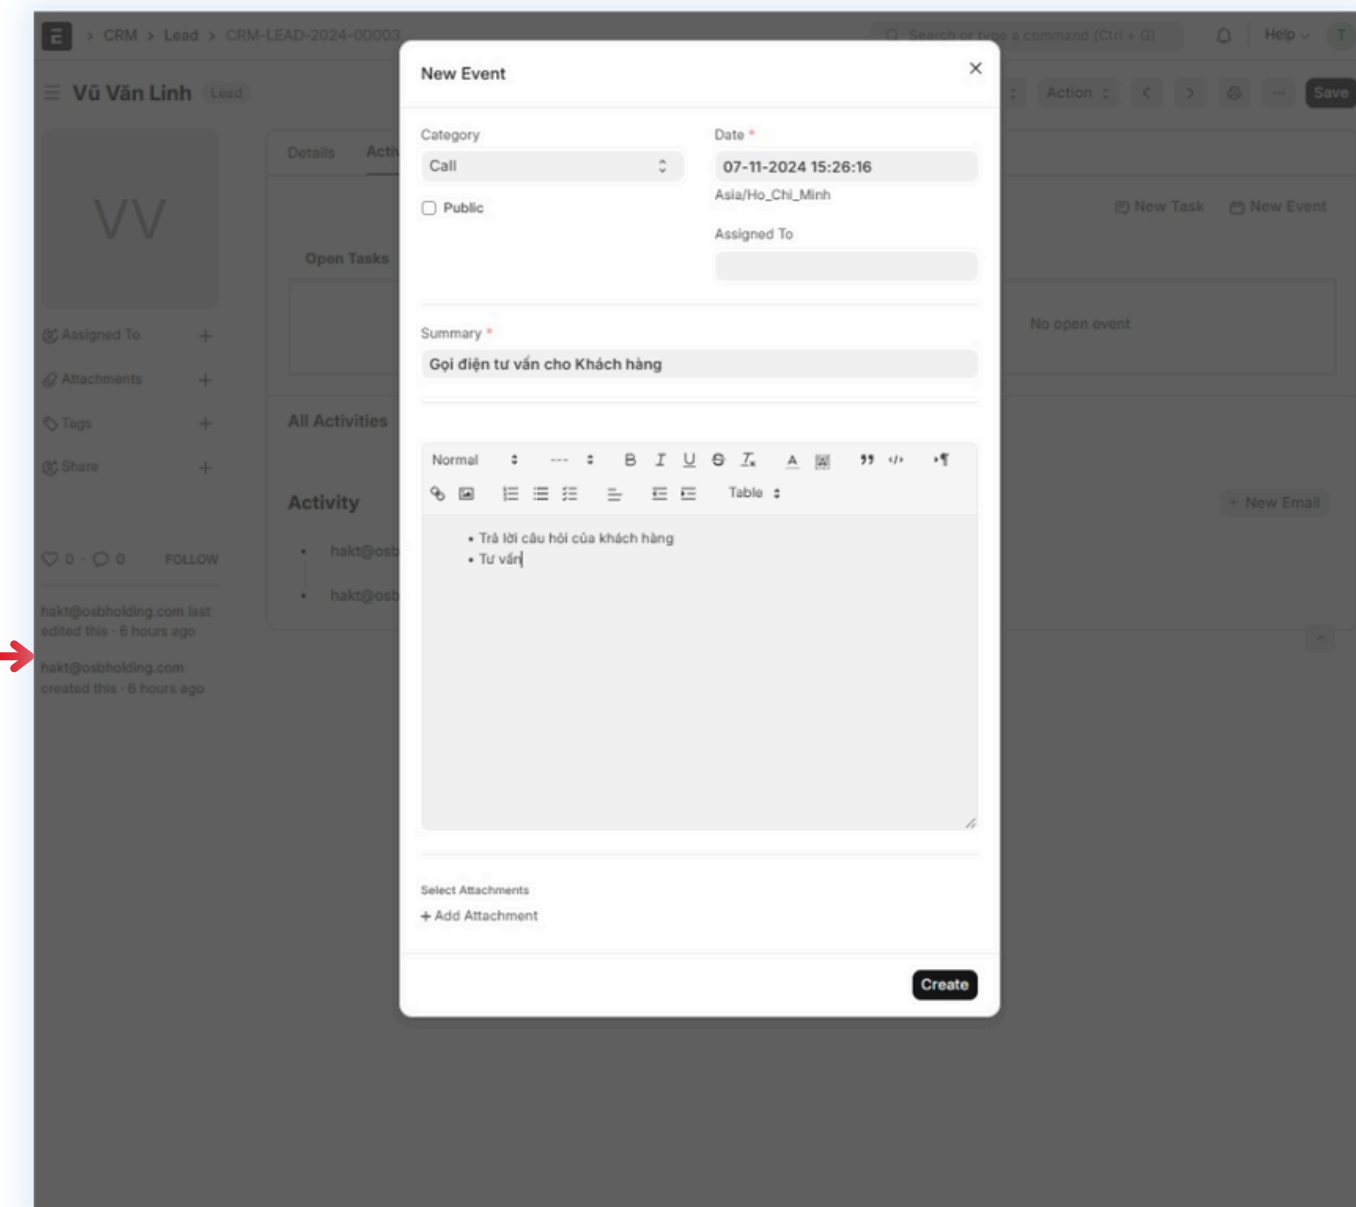 CRM > Lead > CRM-LEAD-2024-00003
Search or type a command (Ctrl + G)
Help
T
Vũ Văn Linh Lead
Action
Save
VV
Assigned To
Attachments
Tags
Share
0 · 0 FOLLOW
hakt@osbholding.com last
edited this · 6 hours ago
hakt@osbholding.com
created this · 6 hours ago
Details
New Task New Event
Open Tasks
No open event
All Activities
Activity
+ New Email
New Event
Category
Call
Public
Date *
07-11-2024 15:26:16
Asia/Ho_Chi_Minh
Assigned To
Summary *
Gọi điện tư vấn cho Khách hàng
Normal --- B I U S Tx A A " </> ¶
Table
• Trả lời câu hỏi của khách hàng
• Tư vấn
Select Attachments
+ Add Attachment
Create